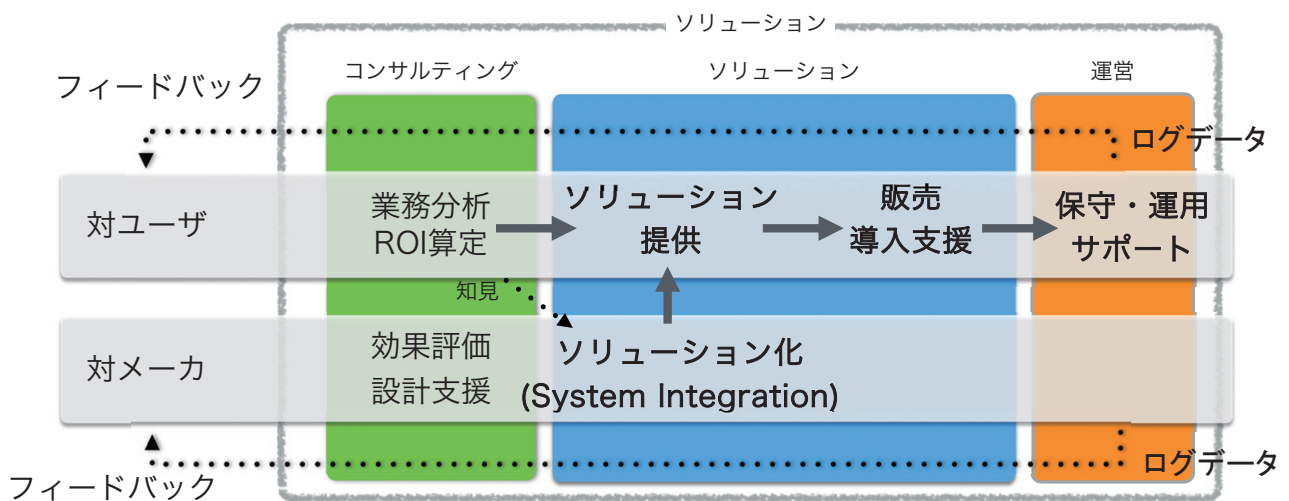 ソリューション
コンサルティング
ソリューション
運営
フィードバック
ログデータ
対ユーザ
業務分析
ROI算定
ソリューション
提供
販売
導入支援
保守・運用
サポート
知見
対メーカ
効果評価
設計支援
ソリューション化
(System Integration)
ログデータ
フィードバック